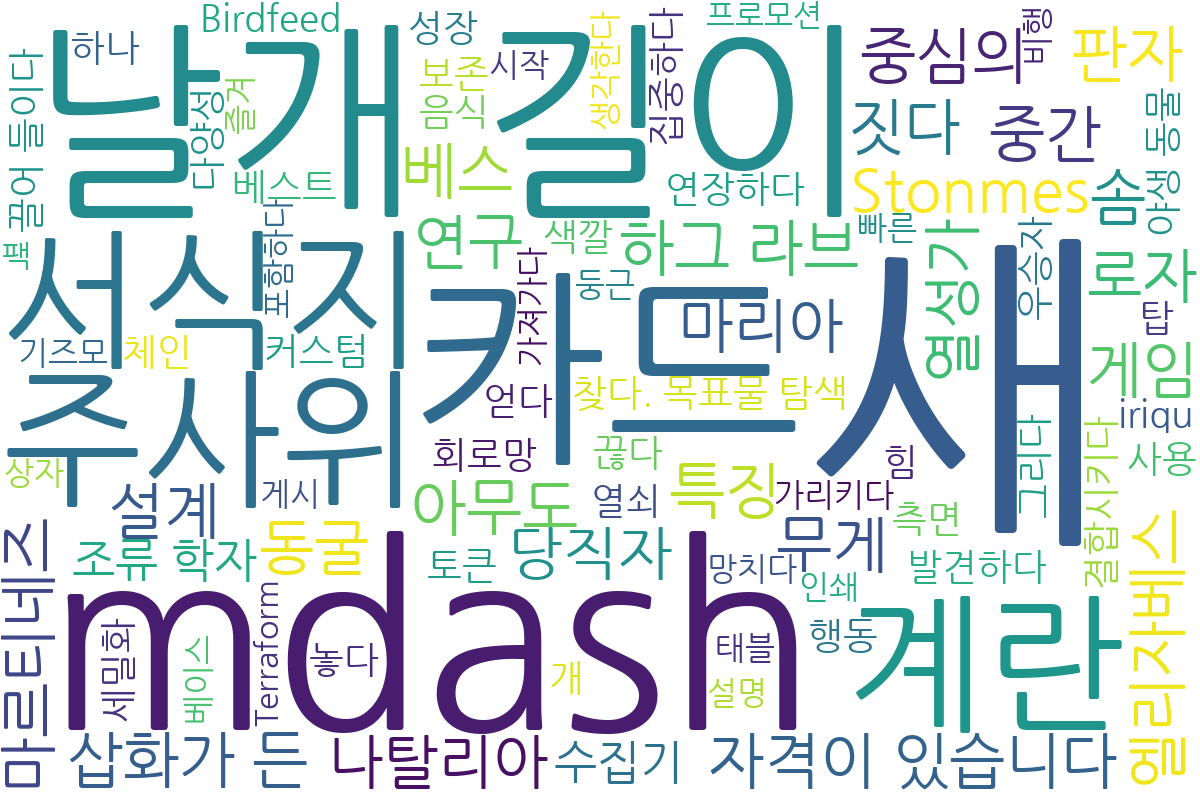 날개 길이
서식지
카드
새
주사위
mdash
계란
Birdfeed
하나
성장
보존
시작
음식
생각한다
집중하다
프로모션
중심의
비행
판자
짓다
중간
끌어 들이다
다양성
즐겨
베스트
베스
연장하다
Stonmes
솜
야생 동물
팩
포함하다
연구
색깔
하그 라브
빠른
열성가
우승자
로자
둥근
마리아
가져가다
탑
기즈모
체인
커스텀
게임
얻다
찾다. 목표물 탐색
iriqu
회로망
끊다
힘
그리다
결합시키다
사용
상자
설계
게시
아무도
열쇠
특징
가리키다
측면
무게
조류 학자
동굴
토큰
당직자
망치다
인쇄
발견하다
마르티네즈
세밀화
베이스
Terraform
놓다
개
태블
설명
행동
엘리자베스
삽화가 든
나탈리아
수집기
자격이 있습니다